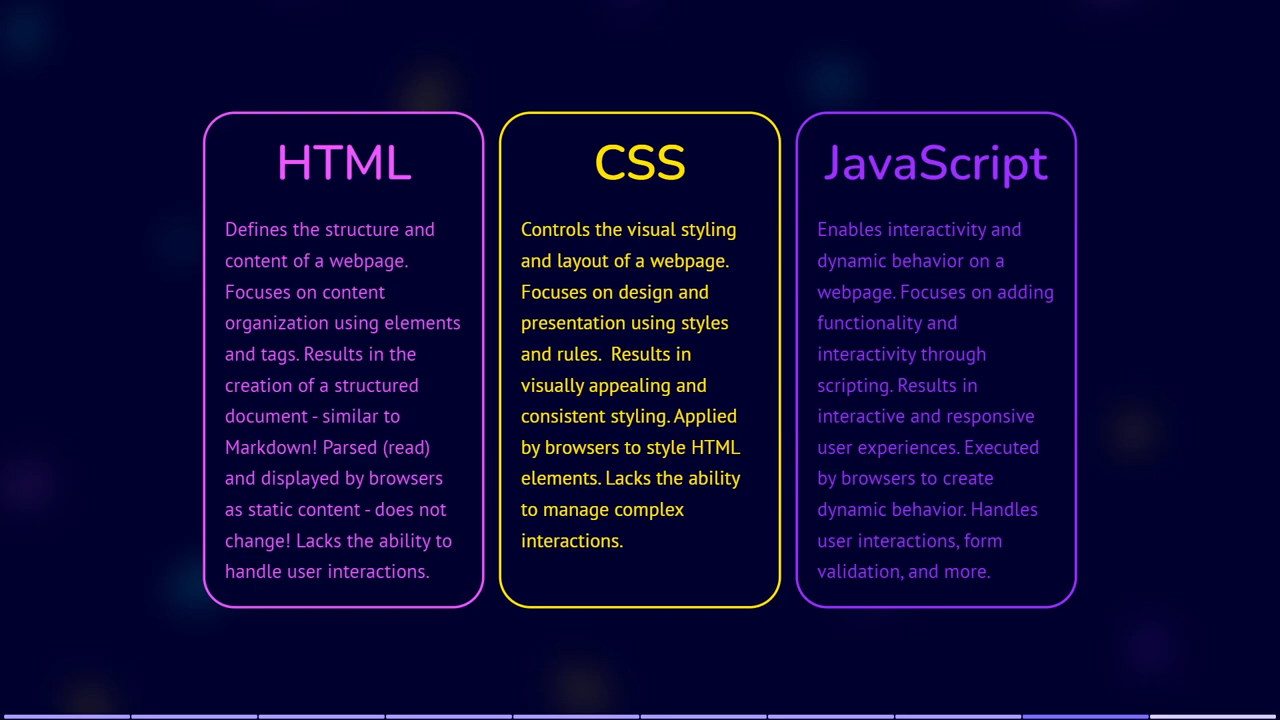 HTML
Defines the structure and
content of a webpage.
Focuses on content
organization using elements
and tags. Results in the
creation of a structured
document - similar to
Markdown! Parsed (read)
and displayed by browsers
as static content - does not
change! Lacks the ability to
handle user interactions.
CSS
Controls the visual styling
and layout of a webpage.
Focuses on design and
presentation using styles
and rules.  Results in
visually appealing and
consistent styling. Applied
by browsers to style HTML
elements. Lacks the ability
to manage complex
interactions.
JavaScript
Enables interactivity and
dynamic behavior on a
webpage. Focuses on adding
functionality and
interactivity through
scripting. Results in
interactive and responsive
user experiences. Executed
by browsers to create
dynamic behavior. Handles
user interactions, form
validation, and more.